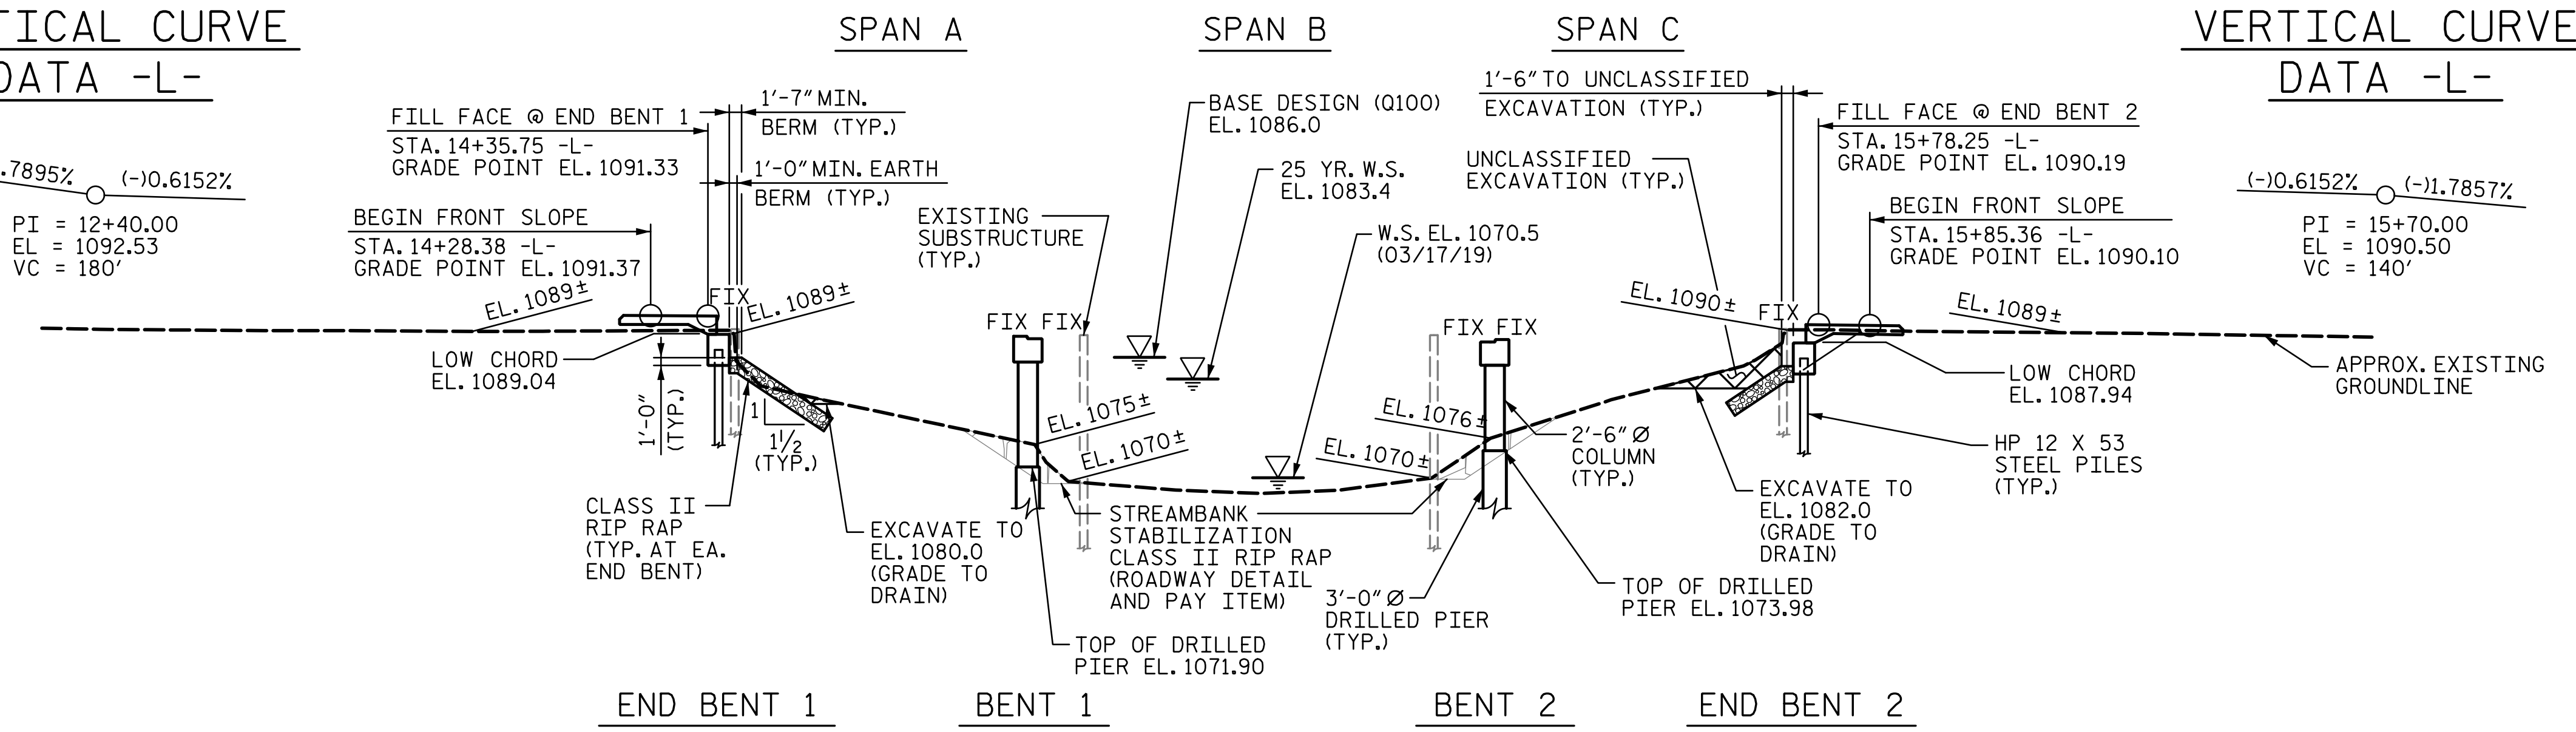 TICAL CURVE
DATA -L-
.7895%
(-)0.6152%
PI = 12+40.00
EL = 1092.53
VC = 180'
SPAN A
SPAN B
SPAN C
VERTICAL CURVE
DATA -L-
(-)0.6152%
(-)1.7857%
PI = 15+70.00
EL = 1090.50
VC = 140'
FILL FACE @ END BENT 1
STA. 14+35.75 -L-
GRADE POINT EL. 1091.33
1'-7" MIN.
BERM (TYP.)
1'-0" MIN. EARTH
BERM (TYP.)
BEGIN FRONT SLOPE
STA. 14+28.38 -L-
GRADE POINT EL. 1091.37
EL. 1089±
FIX
EL. 1089±
LOW CHORD
EL. 1089.04
1'-0"
(TYP.)
1
1½
(TYP.)
CLASS II
RIP RAP
(TYP. AT EA.
END BENT)
EXCAVATE TO
EL. 1080.0
(GRADE TO
DRAIN)
EXISTING
SUBSTRUCTURE
(TYP.)
BASE DESIGN (Q100)
EL. 1086.0
25 YR. W.S.
EL. 1083.4
W.S. EL. 1070.5
(03/17/19)
FIX FIX
EL. 1075±
EL. 1070±
STREAMBANK
STABILIZATION
CLASS II RIP RAP
(ROADWAY DETAIL
AND PAY ITEM)
TOP OF DRILLED
PIER EL. 1071.90
1'-6" TO UNCLASSIFIED
EXCAVATION (TYP.)
UNCLASSIFIED
EXCAVATION (TYP.)
EL. 1090±
FIX
FIX FIX
EL. 1076±
EL. 1070±
2'-6" Ø
COLUMN
(TYP.)
3'-0" Ø
DRILLED PIER
(TYP.)
TOP OF DRILLED
PIER EL. 1073.98
EXCAVATE TO
EL. 1082.0
(GRADE TO
DRAIN)
FILL FACE @ END BENT 2
STA. 15+78.25 -L-
GRADE POINT EL. 1090.19
BEGIN FRONT SLOPE
STA. 15+85.36 -L-
GRADE POINT EL. 1090.10
EL. 1089±
LOW CHORD
EL. 1087.94
HP 12 X 53
STEEL PILES
(TYP.)
APPROX. EXISTING
GROUNDLINE
END BENT 1
BENT 1
BENT 2
END BENT 2